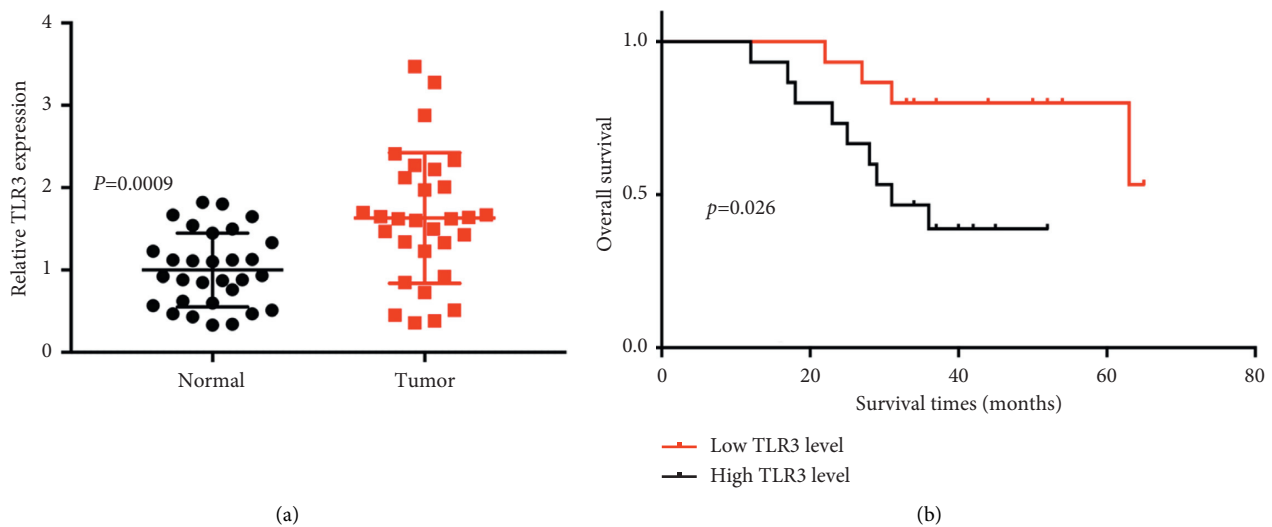 4
3
2
1
0
Relative TLR3 expression
P=0.0009
Normal
Tumor
(a)
1.0
0.5
0.0
Overall survival
p=0.026
0 20 40 60 80
Survival times (months)
Low TLR3 level
High TLR3 level
(b)